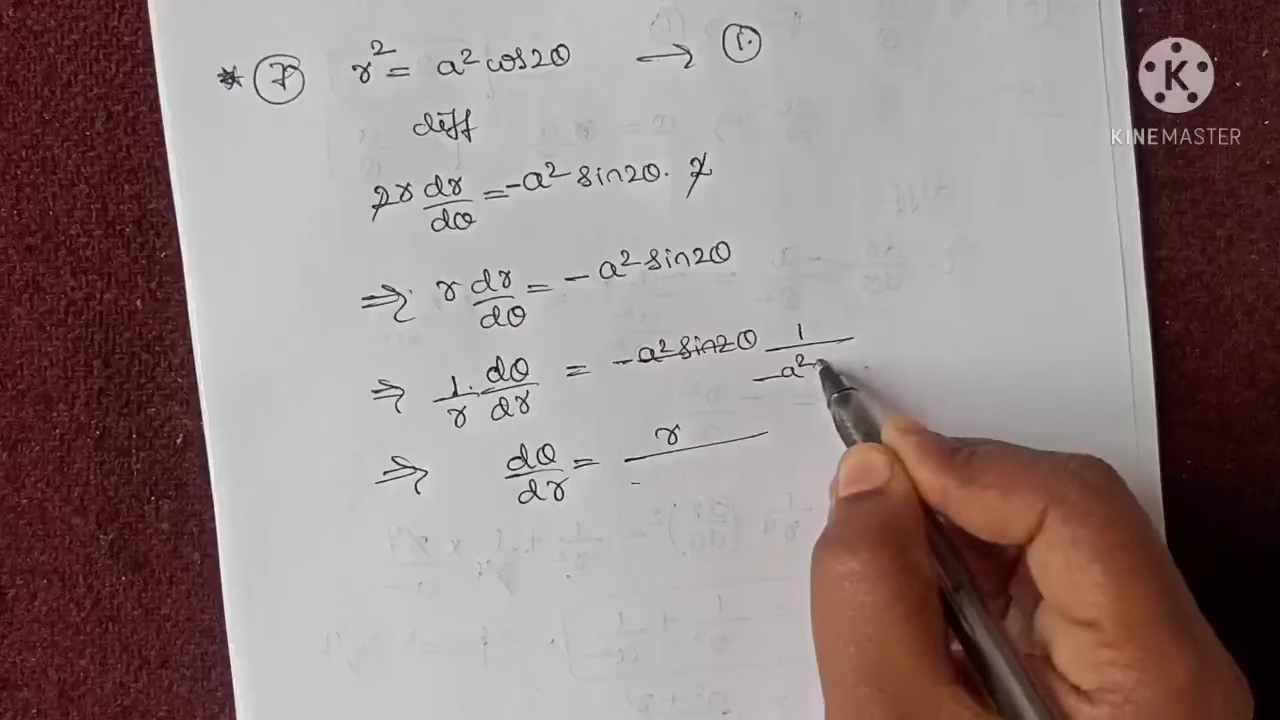 * 7 r² = a² cos2θ → 1.
diff
2r dr/dθ = -a² sin2θ. 2
⇒ r dr/dθ = - a² sin2θ
⇒ 1/r. dθ/dr = -a² sin2θ 1/-a²
⇒ dθ/dr = r/
K
KINEMASTER